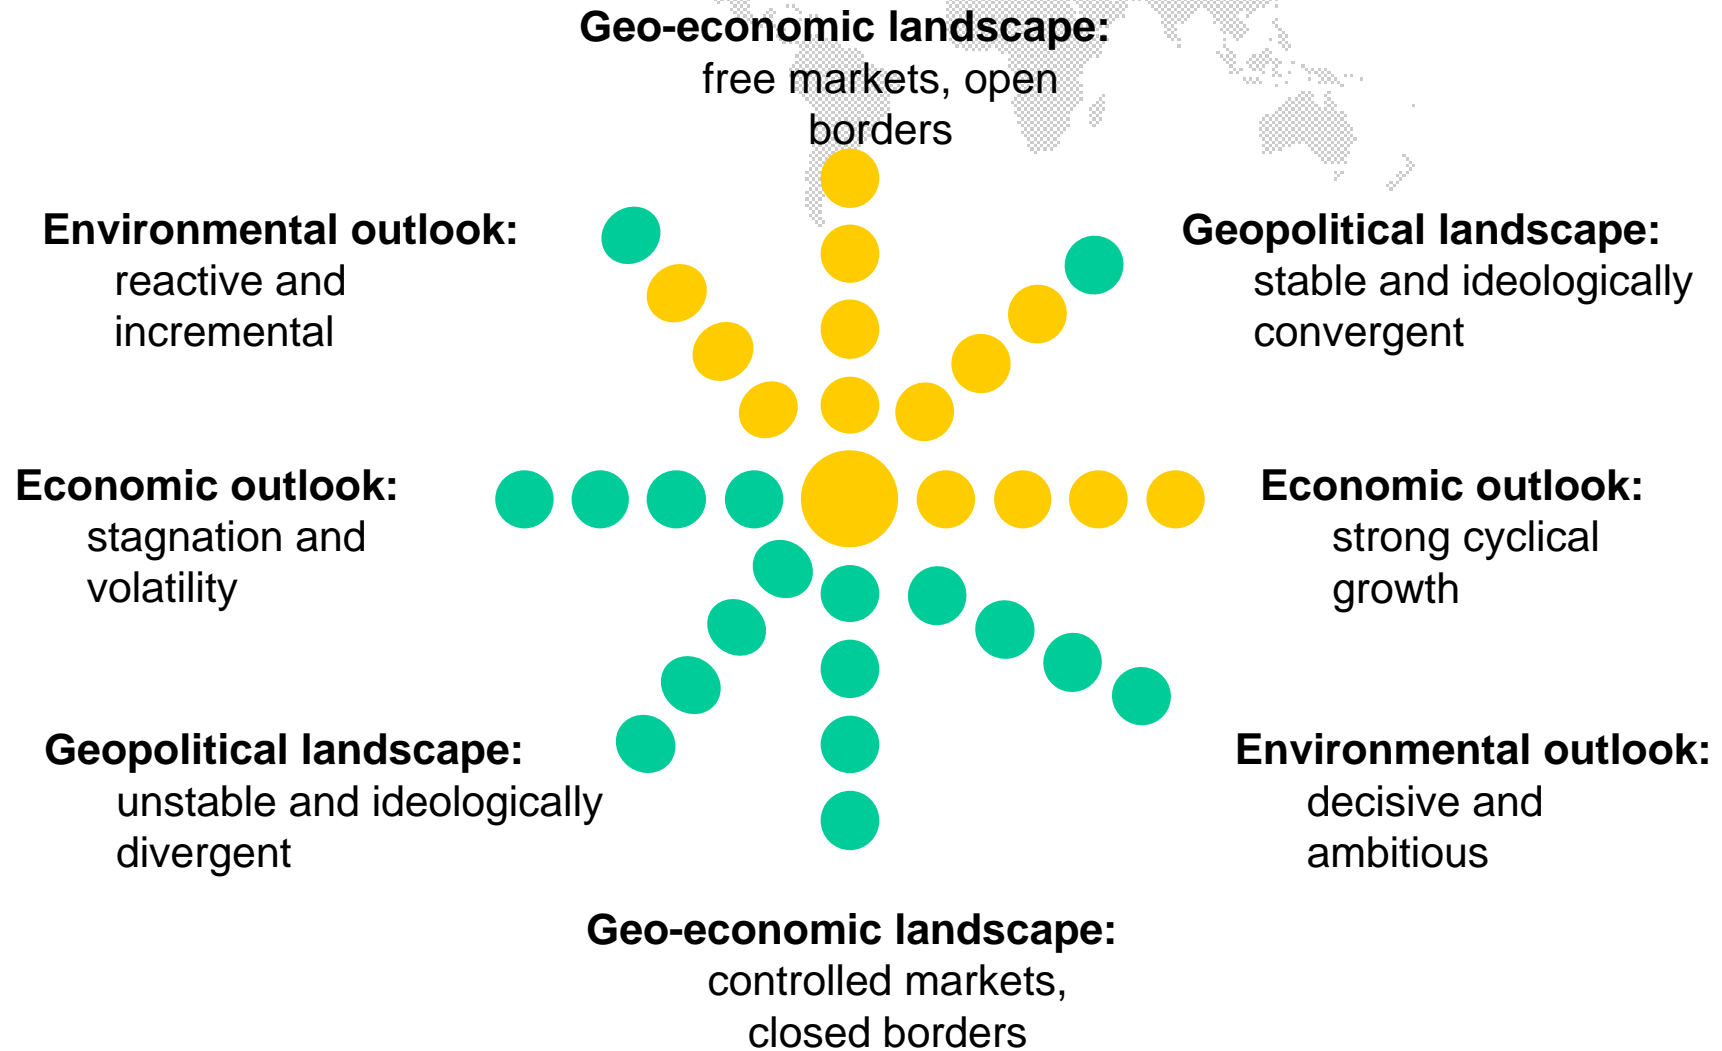 Geo-economic landscape:
free markets, open
borders
Environmental outlook:
reactive and
incremental
Geopolitical landscape:
stable and ideologically
convergent
Economic outlook:
stagnation and
volatility
Economic outlook:
strong cyclical
growth
Geopolitical landscape:
unstable and ideologically
divergent
Environmental outlook:
decisive and
ambitious
Geo-economic landscape:
controlled markets,
closed borders